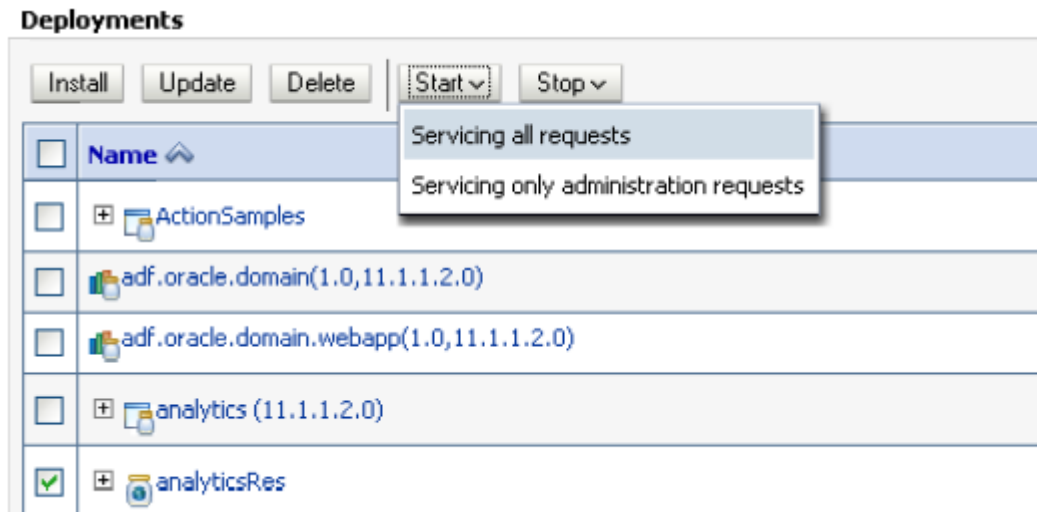 Deployments
Install Update Delete Start Stop
Servicing all requests
Servicing only administration requests
Name
ActionSamples
adf.oracle.domain(1.0,11.1.1.2.0)
adf.oracle.domain.webapp(1.0,11.1.1.2.0)
analytics (11.1.1.2.0)
analyticsRes